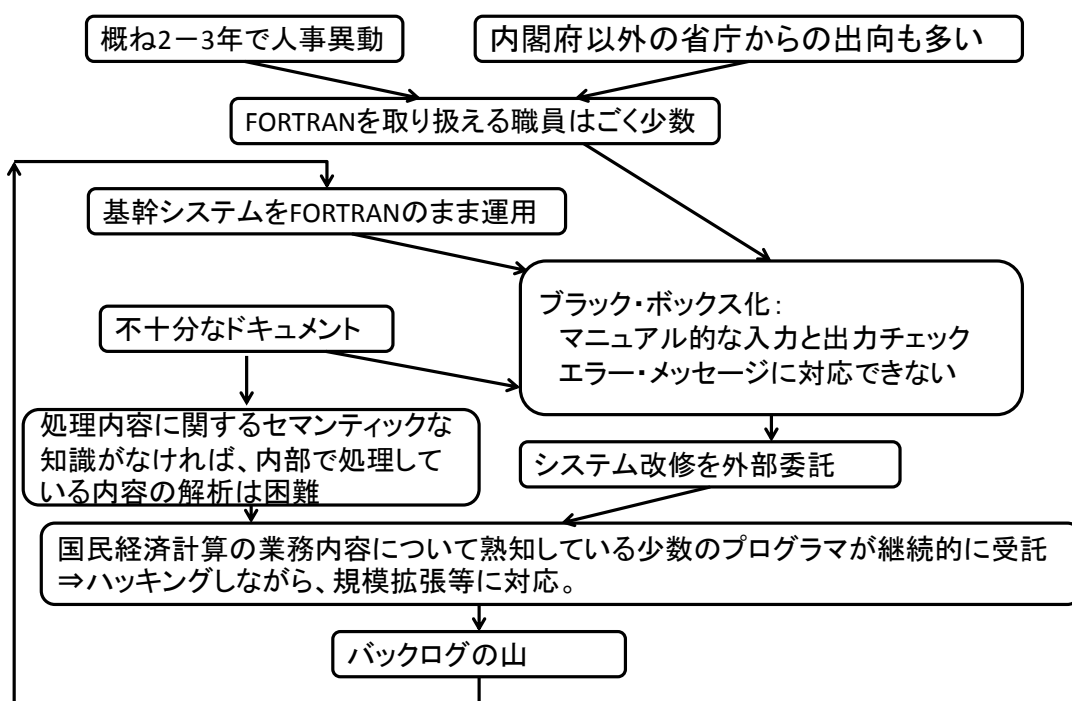 概ね2－3年で人事異動
内閣府以外の省庁からの出向も多い
FORTRANを取り扱える職員はごく少数
基幹システムをFORTRANのまま運用
ブラック・ボックス化：
マニュアル的な入力と出力チェック
エラー・メッセージに対応できない
不十分なドキュメント
処理内容に関するセマンティックな
知識がなければ、内部で処理して
いる内容の解析は困難
システム改修を外部委託
国民経済計算の業務内容について熟知している少数のプログラマが継続的に受託
⇒ハッキングしながら、規模拡張等に対応。
バックログの山